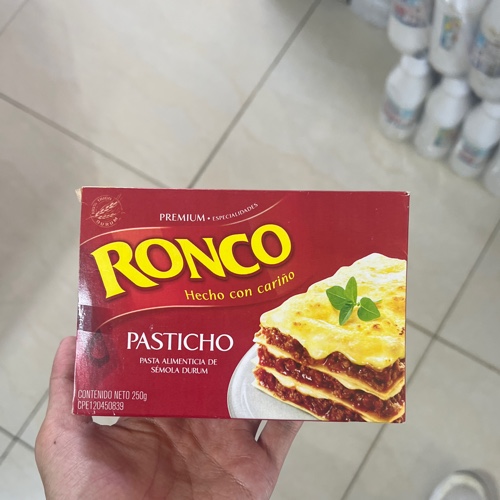 PREMIUM • ESPECIALIDADES
RONCO
Hecho con cariño
PASTICHO
PASTA ALIMENTICIA DE
SÉMOLA DURUM
CONTENIDO NETO 250g
CPE120450839